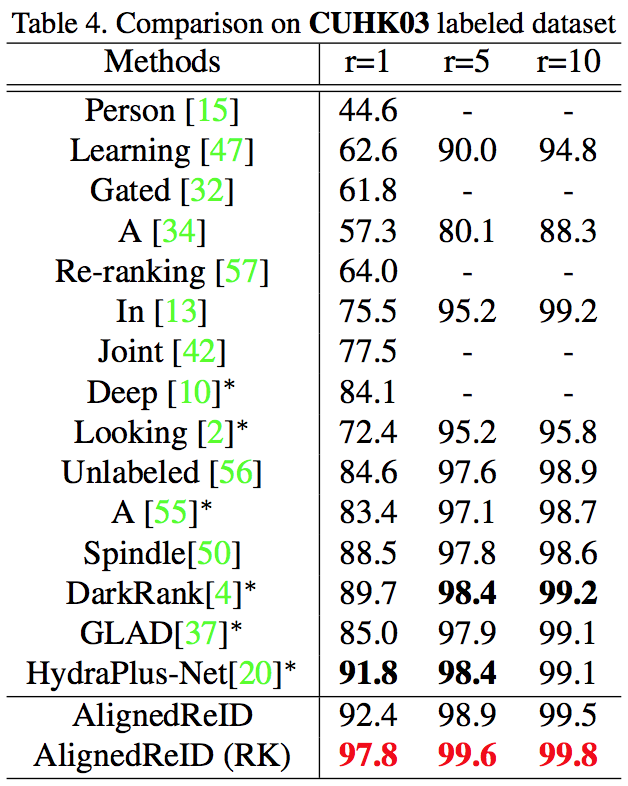 Table 4. Comparison on CUHK03 labeled dataset
Methods r=1 r=5 r=10
Person [15] 44.6 - -
Learning [47] 62.6 90.0 94.8
Gated [32] 61.8 - -
A [34] 57.3 80.1 88.3
Re-ranking [57] 64.0 - -
In [13] 75.5 95.2 99.2
Joint [42] 77.5 - -
Deep [10]* 84.1 - -
Looking [2]* 72.4 95.2 95.8
Unlabeled [56] 84.6 97.6 98.9
A [55]* 83.4 97.1 98.7
Spindle[50] 88.5 97.8 98.6
DarkRank[4]* 89.7 98.4 99.2
GLAD[37]* 85.0 97.9 99.1
HydraPlus-Net[20]* 91.8 98.4 99.1
AlignedReID 92.4 98.9 99.5
AlignedReID (RK) 97.8 99.6 99.8